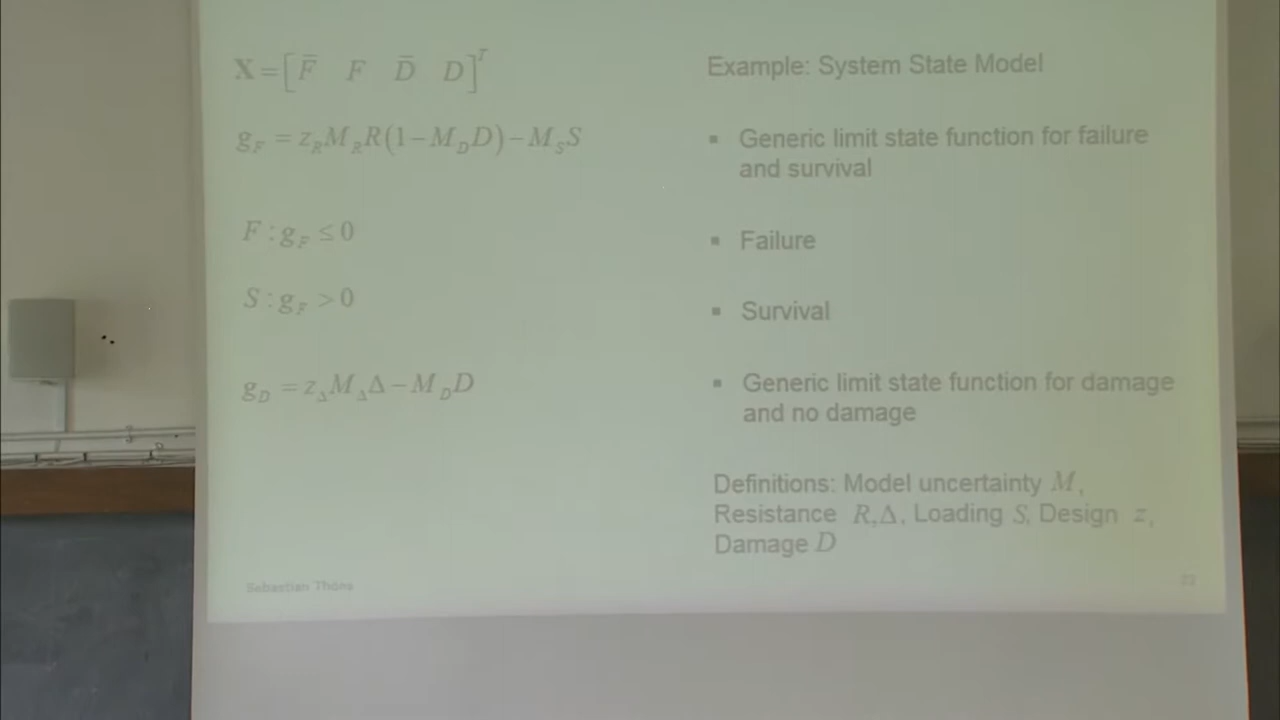 X = [F̄ F D̄ D]ᵀ
Example: System State Model
g_F = z_R M_R R(1 − M_D D) − M_S S
▪ Generic limit state function for failure
and survival
F : g_F ≤ 0
▪ Failure
S : g_F > 0
▪ Survival
g_D = z_Δ M_Δ Δ − M_D D
▪ Generic limit state function for damage
and no damage
Definitions: Model uncertainty M,
Resistance R,Δ, Loading S, Design z,
Damage D
Sebastian Thöns
22